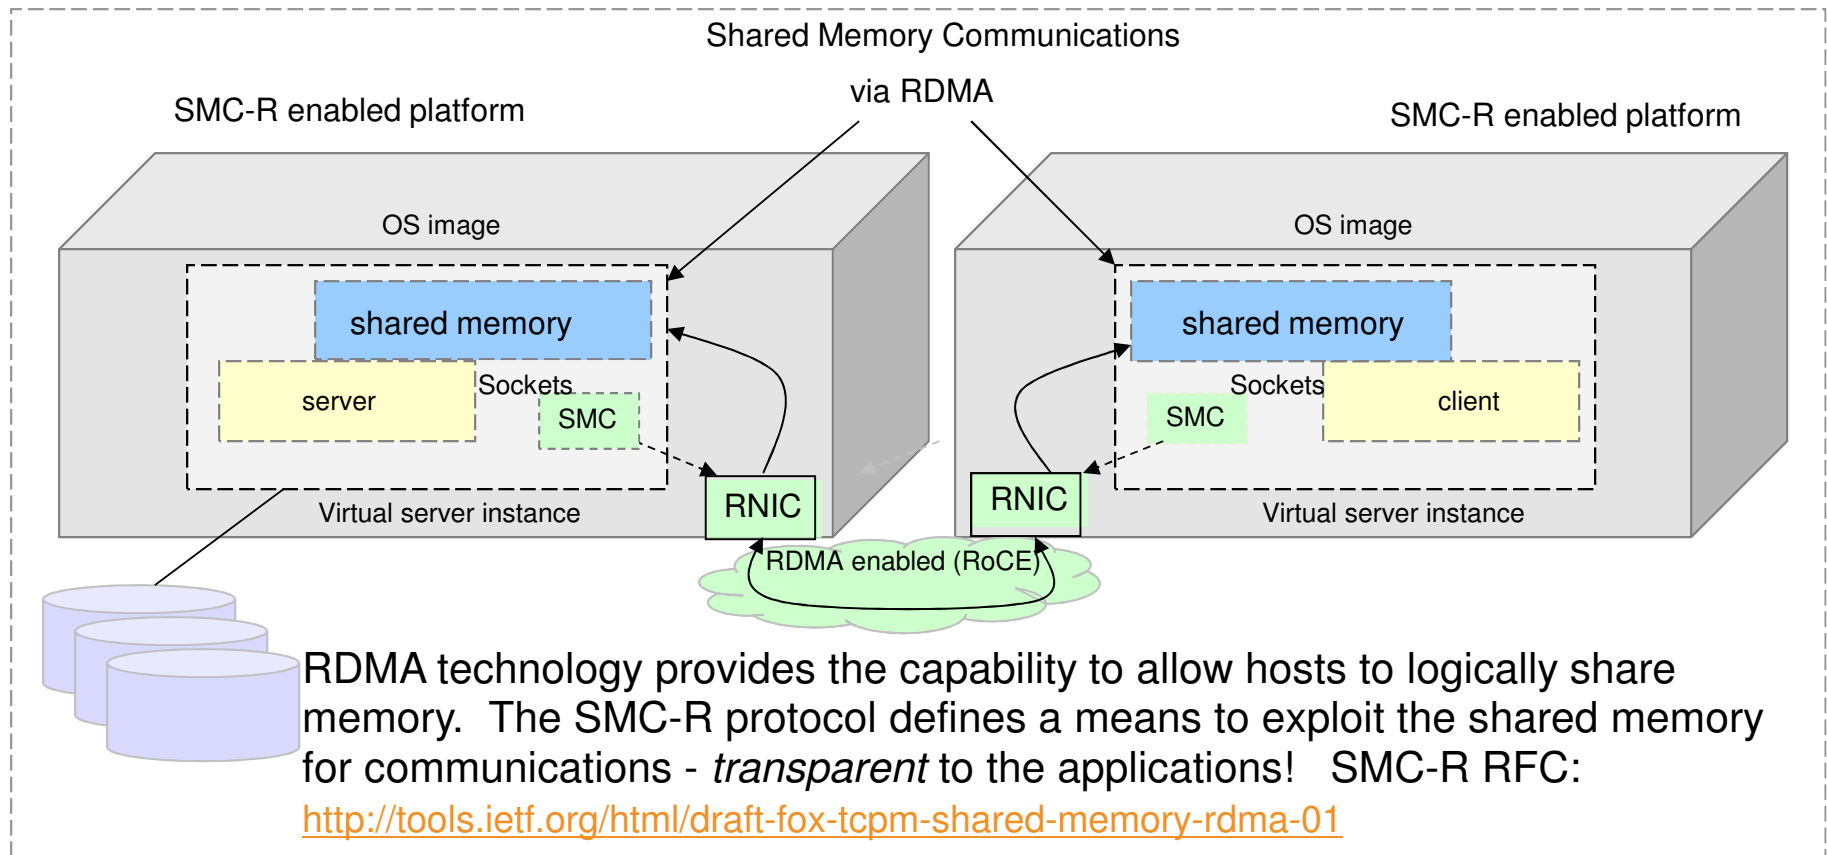 Shared Memory Communications
via RDMA
SMC-R enabled platform
SMC-R enabled platform
OS image
OS image
shared memory
shared memory
Sockets
Sockets
server
SMC
SMC
client
RNIC
RNIC
Virtual server instance
Virtual server instance
RDMA enabled (RoCE)
RDMA technology provides the capability to allow hosts to logically share
memory.  The SMC-R protocol defines a means to exploit the shared memory
for communications - transparent to the applications!   SMC-R RFC:
http://tools.ietf.org/html/draft-fox-tcpm-shared-memory-rdma-01